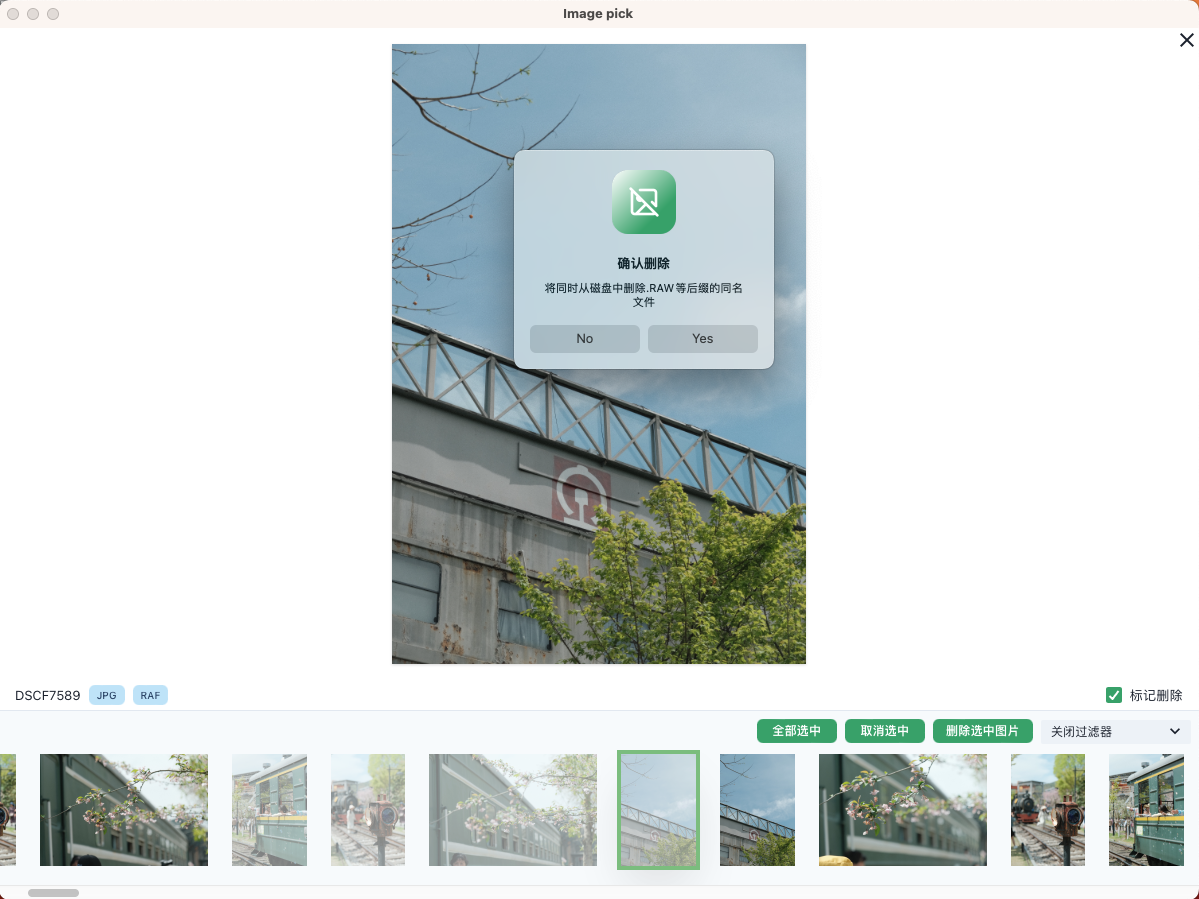 Image pick
确认删除
将同时从磁盘中删除.RAW等后缀的同名
文件
No Yes
DSCF7589 JPG RAF 标记删除
全部选中 取消选中 删除选中图片 关闭过滤器